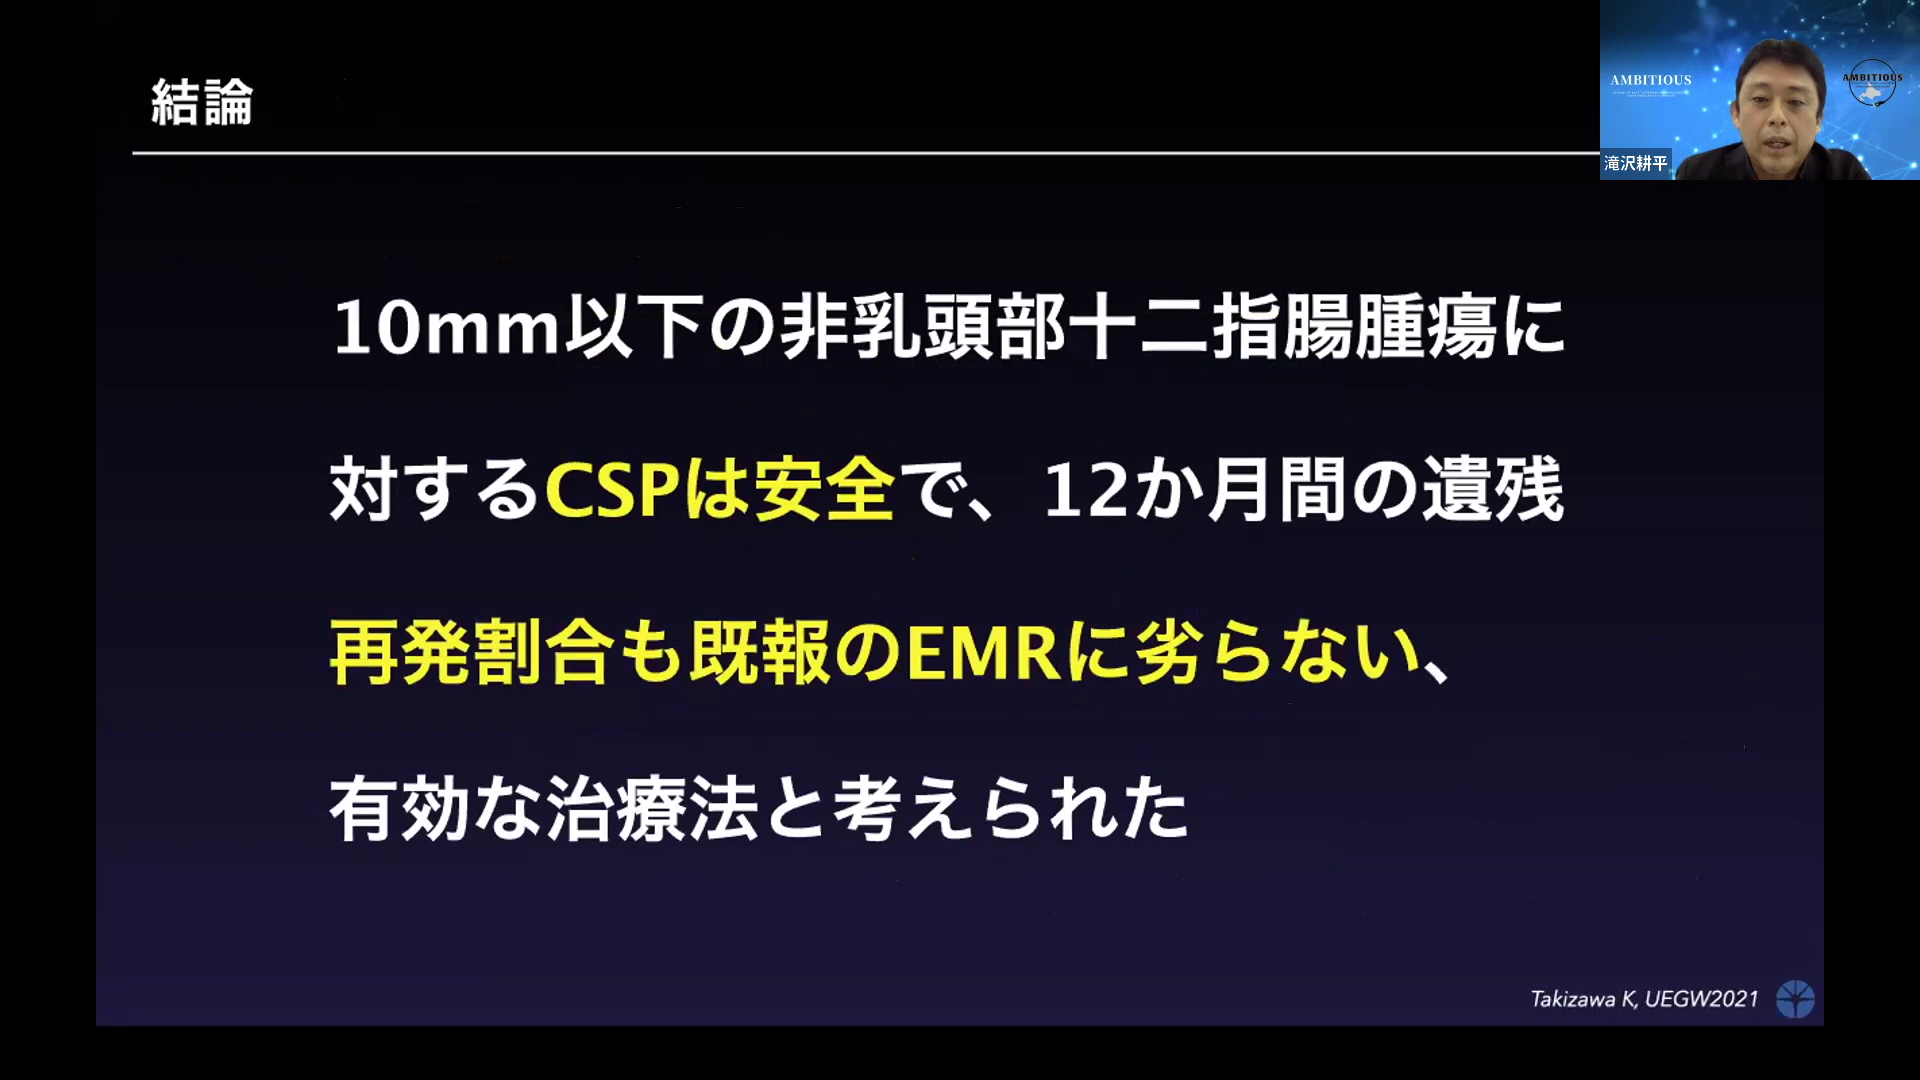 結論
AMBITIOUS
AMBITIOUS
滝沢耕平
10mm以下の非乳頭部十二指腸腫瘍に
対するCSPは安全で、12か月間の遺残
再発割合も既報のEMRに劣らない、
有効な治療法と考えられた
Takizawa K, UEGW2021